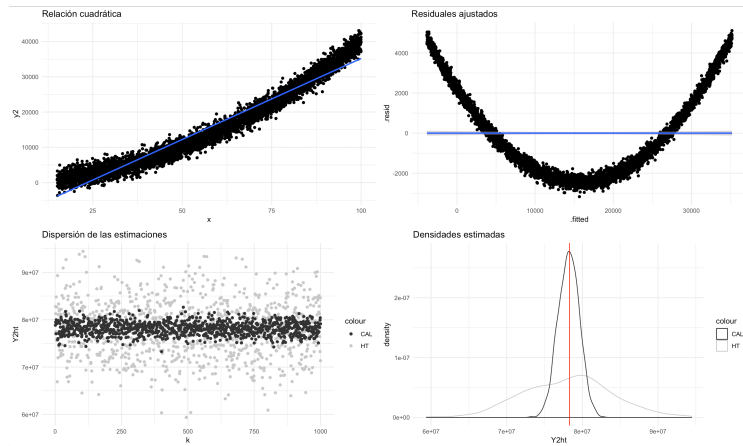 Relación cuadrática
40000
30000
20000
10000
0
y2
25
50
75
100
x
Residuales ajustados
4000
2000
0
-2000
.resid
0
10000
20000
30000
.fitted
Dispersión de las estimaciones
9e+07
8e+07
7e+07
6e+07
Y2ht
0
250
500
750
1000
k
colour
CAL
HT
Densidades estimadas
2e-07
1e-07
0e+00
density
6e+07
7e+07
8e+07
9e+07
Y2ht
colour
CAL
HT